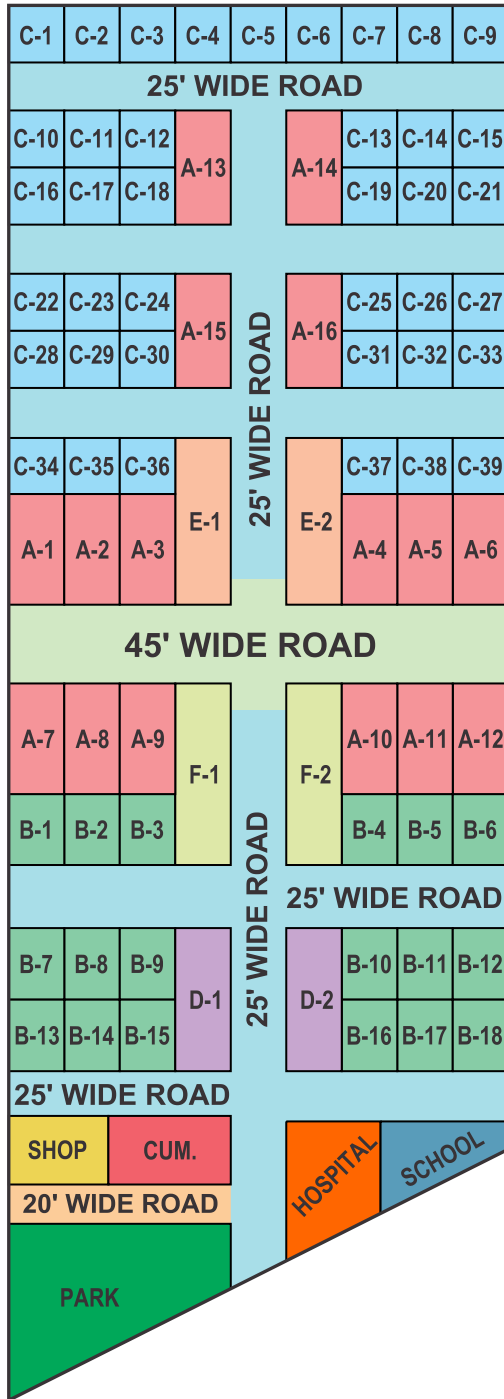 C-1 C-2 C-3 C-4 C-5 C-6 C-7 C-8 C-9
25' WIDE ROAD
C-10 C-11 C-12 A-13 A-14 C-13 C-14 C-15
C-16 C-17 C-18 C-19 C-20 C-21
C-22 C-23 C-24 A-15 A-16 C-25 C-26 C-27
C-28 C-29 C-30 C-31 C-32 C-33
25' WIDE ROAD
C-34 C-35 C-36 E-1 E-2 C-37 C-38 C-39
A-1 A-2 A-3 A-4 A-5 A-6
45' WIDE ROAD
A-7 A-8 A-9 F-1 F-2 A-10 A-11 A-12
B-1 B-2 B-3 B-4 B-5 B-6
25' WIDE ROAD
25' WIDE ROAD
B-7 B-8 B-9 D-1 D-2 B-10 B-11 B-12
B-13 B-14 B-15 B-16 B-17 B-18
25' WIDE ROAD
SHOP CUM. HOSPITAL SCHOOL
20' WIDE ROAD
PARK